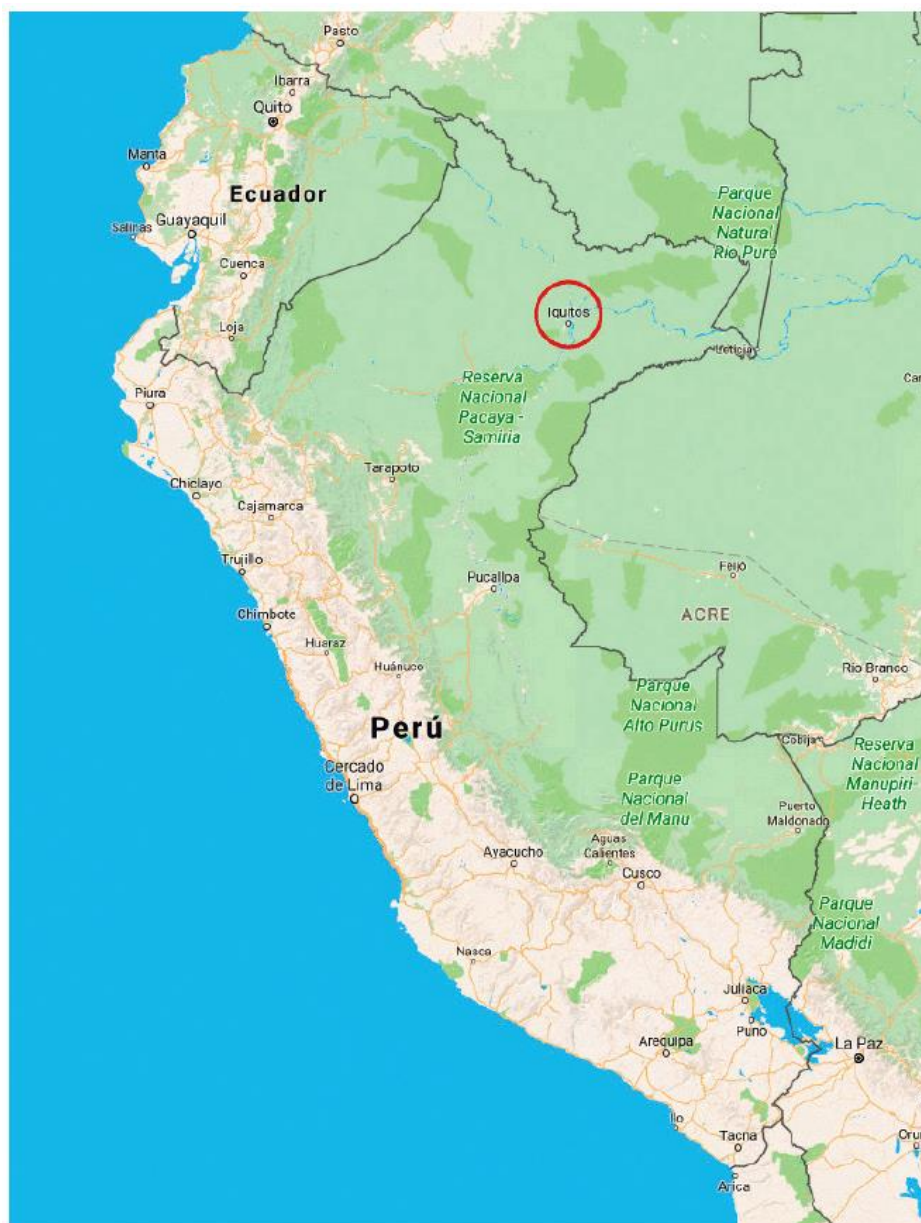 Pasto
Ibarra
Quito
Manta
Ecuador
Parque
Nacional
Natural
Rio Puré
Salinas
Guayaquil
Cuenca
Iquitos
Loja
Leticia
Reserva
Nacional
Pacaya -
Samiria
Piura
Tarapoto
Chiclayo
Cajamarca
Trujillo
Pucallpa
Feijó
Chimbote
ACRE
Huaraz
Huánuco
Rio Branco
Parque
Nacional
Alto Purus
Perú
Cobija
Reserva
Nacional
Manupiri-
Heath
Cercado
de Lima
Parque
Nacional
del Manu
Puerto
Maldonado
Ayacucho
Aguas
Calientes
Cusco
Parque
Nacional
Madidi
Nasca
Juliaca
Puno
Arequipa
La Paz
Ilo
Tacna
Arica